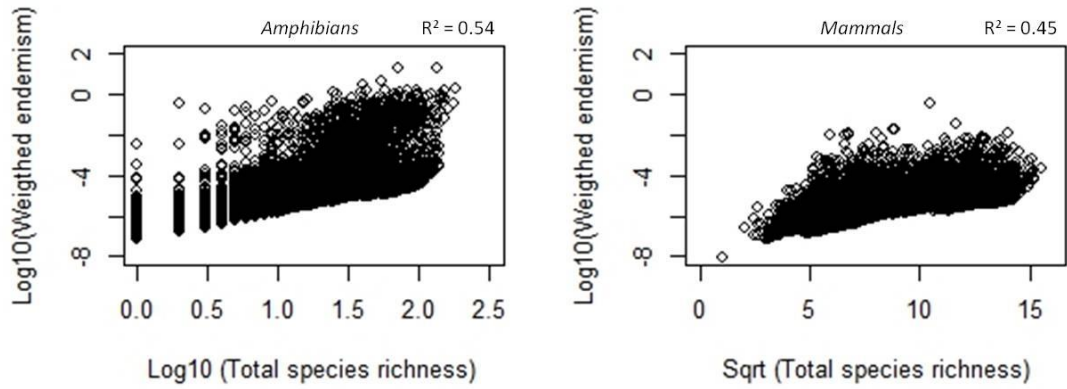 Amphibians R² = 0.54
Log10(Weigthed endemism)
2
0
-4
-8
0.0 0.5 1.0 1.5 2.0 2.5
Log10 (Total species richness)
Mammals R² = 0.45
Log10(Weigthed endemism)
2
0
-4
-8
0 5 10 15
Sqrt (Total species richness)